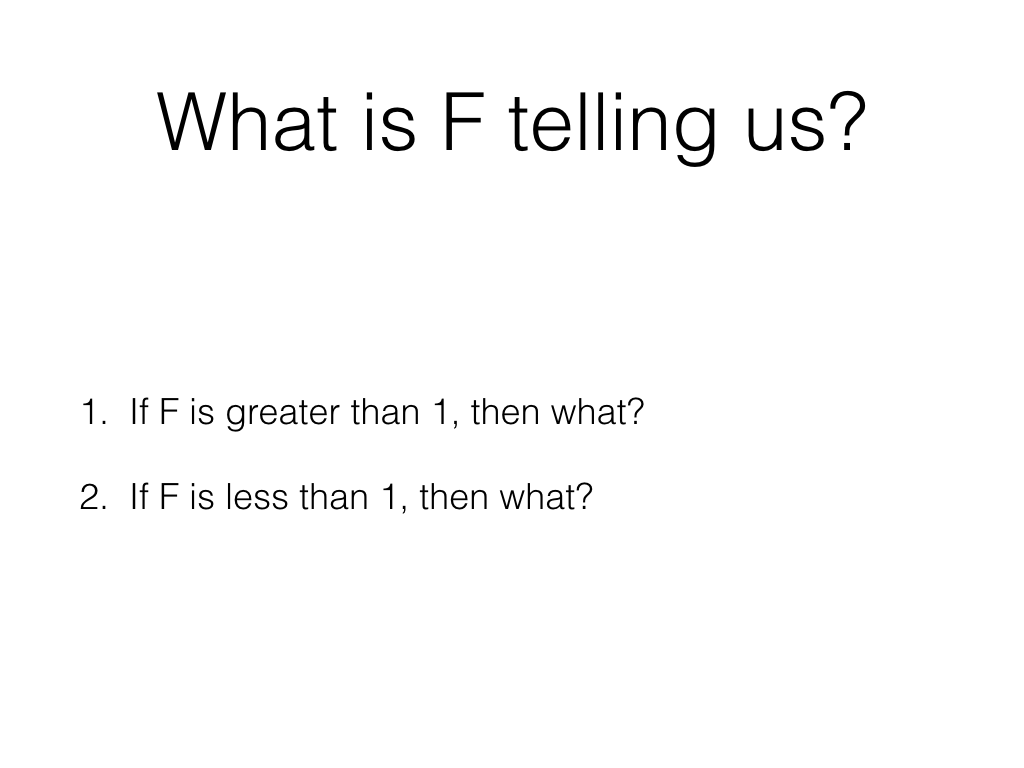 What is F telling us?
1. If F is greater than 1, then what?
2. If F is less than 1, then what?